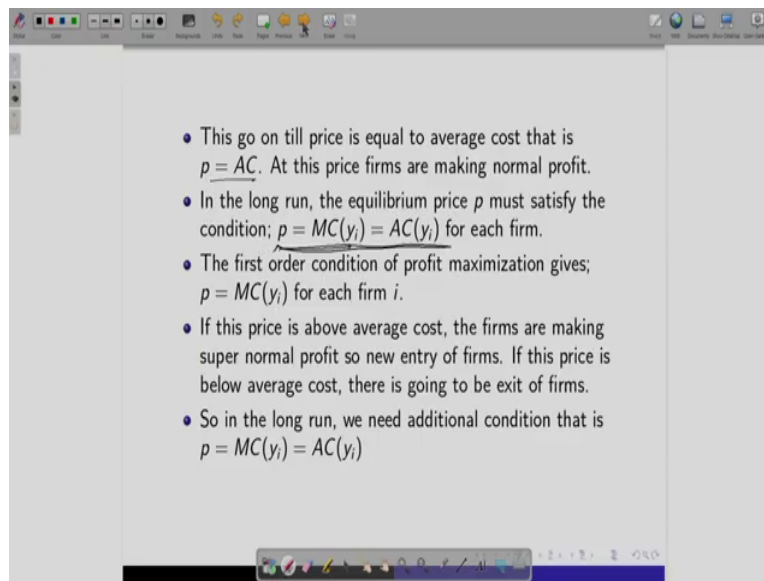 • This go on till price is equal to average cost that is
p = AC. At this price firms are making normal profit.
• In the long run, the equilibrium price p must satisfy the
condition; p = MC(yᵢ) = AC(yᵢ) for each firm.
• The first order condition of profit maximization gives;
p = MC(yᵢ) for each firm i.
• If this price is above average cost, the firms are making
super normal profit so new entry of firms. If this price is
below average cost, there is going to be exit of firms.
• So in the long run, we need additional condition that is
p = MC(yᵢ) = AC(yᵢ)